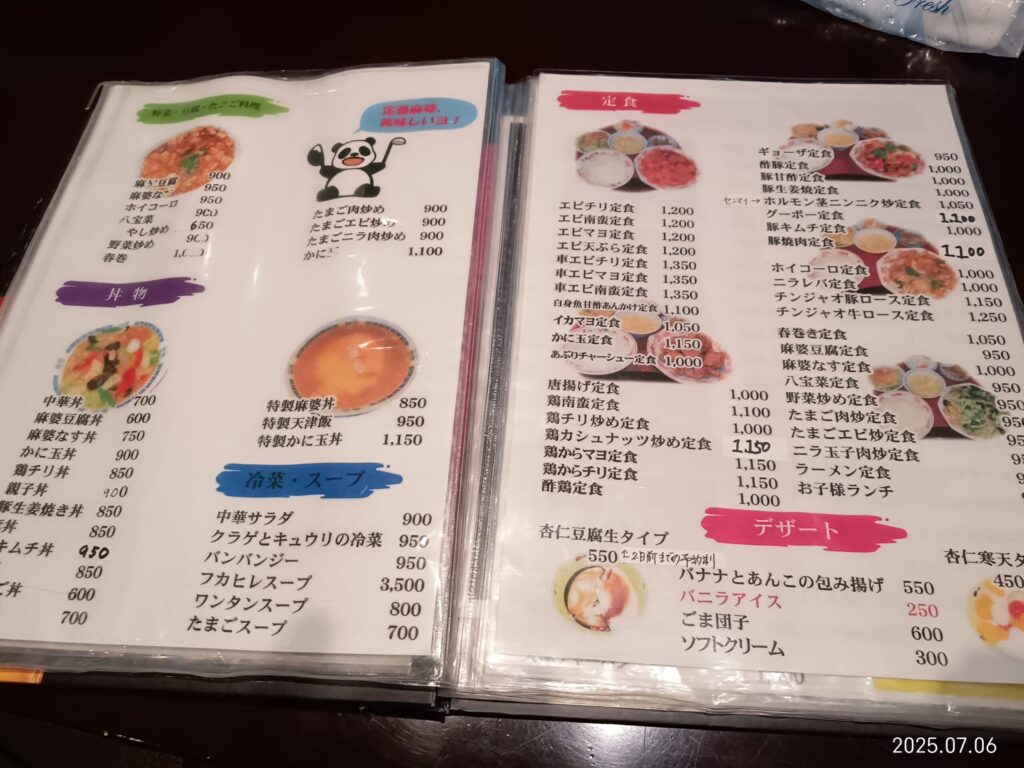 野菜・豆腐・たまご料理
麻婆豆腐 900
麻婆なす 950
ホイコーロ 950
八宝菜 900
やし炒め 650
野菜炒め
春巻
定番麻婆、
美味しいヨ！
たまご肉炒め 900
たまごエビ炒め 900
たまごニラ肉炒め 900
かに 1,100
丼物
中華丼 700
麻婆豆腐丼 600
麻婆なす丼 750
かに玉丼 900
鶏チリ丼 850
親子丼 900
豚生姜焼き丼 850
丼 850
キムチ丼 950
850
丼 600
700
特製麻婆丼 850
特製天津飯 950
特製かに玉丼 1,150
冷菜・スープ
中華サラダ 900
クラゲとキュウリの冷菜 950
バンバンジー 950
フカヒレスープ 3,500
ワンタンスープ 800
たまごスープ 700
定食
エビチリ定食 1,200
エビ南蛮定食 1,200
エビマヨ定食 1,200
エビ天ぷら定食 1,200
車エビチリ定食 1,350
車エビマヨ定食 1,350
車エビ南蛮定食 1,350
白身魚甘酢あんかけ定食 1,100
イカマヨ定食 1,050
かに玉定食 1,150
あぶりチャーシュー定食 1,000
唐揚げ定食 1,000
鶏南蛮定食 1,100
鶏チリ炒め定食 1,000
鶏カシュナッツ炒め定食 1,150
鶏からマヨ定食 1,150
鶏からチリ定食 1,150
酢鶏定食 1,000
ギョーザ定食 950
酢豚定食 1,000
豚甘酢定食 1,000
豚生姜焼定食 1,000
センマイ→ホルモン茎ニンニク炒定食 1,050
グーポー定食 1,100
豚キムチ定食 1,000
豚焼肉定食 1,100
ホイコーロ定食 1,000
ニラレバ定食 1,000
チンジャオ豚ロース定食 1,150
チンジャオ牛ロース定食 1,250
春巻き定食 1,050
麻婆豆腐定食 950
麻婆なす定食 950
八宝菜定食 950
野菜炒め定食 950
たまご肉炒定食 950
たまごエビ炒定食 950
ニラ玉子肉炒定食
ラーメン定食
お子様ランチ
デザート
杏仁豆腐生タイプ
550
バナナとあんこの包み揚げ 550
バニラアイス 250
ごま団子 600
ソフトクリーム 300
杏仁寒天タ
450
Fresh
2025.07.06